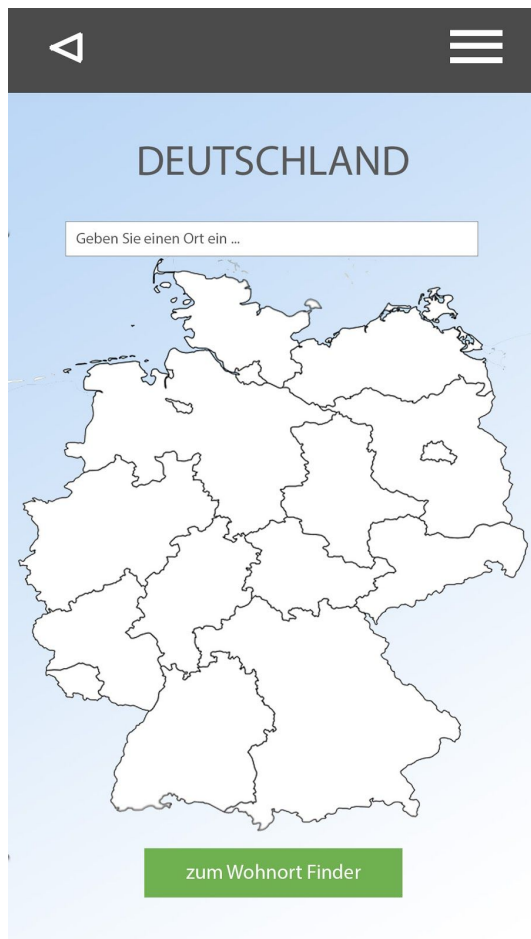 DEUTSCHLAND
Geben Sie einen Ort ein ...
zum Wohnort Finder